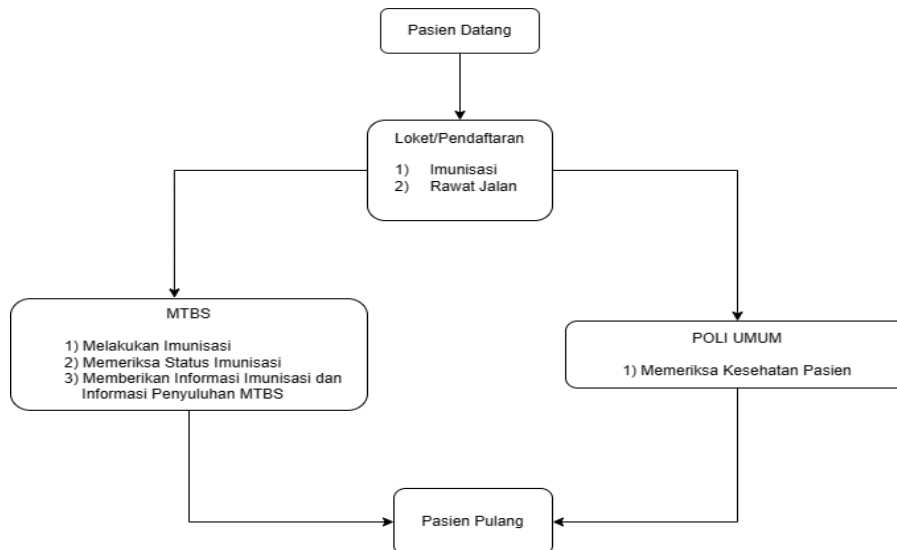 Pasien Datang
Loket/Pendaftaran
1) Imunisasi
2) Rawat Jalan
MTBS
1) Melakukan Imunisasi
2) Memeriksa Status Imunisasi
3) Memberikan Informasi Imunisasi dan
Informasi Penyuluhan MTBS
POLI UMUM
1) Memeriksa Kesehatan Pasien
Pasien Pulang